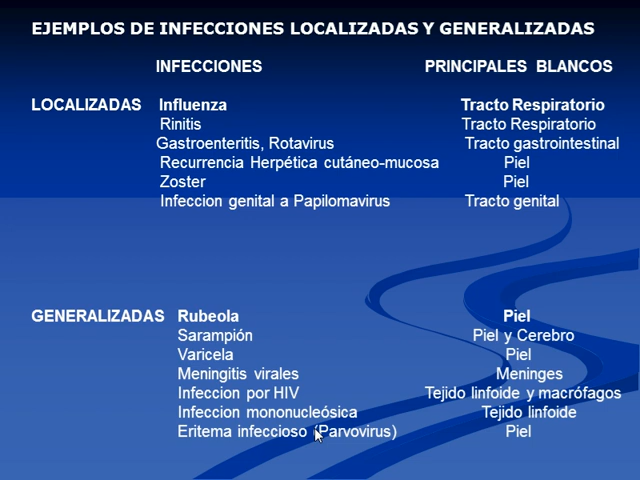 EJEMPLOS DE INFECCIONES LOCALIZADAS Y GENERALIZADAS
INFECCIONES PRINCIPALES BLANCOS
LOCALIZADAS Influenza Tracto Respiratorio
Rinitis Tracto Respiratorio
Gastroenteritis, Rotavirus Tracto gastrointestinal
Recurrencia Herpética cutáneo-mucosa Piel
Zoster Piel
Infeccion genital a Papilomavirus Tracto genital
GENERALIZADAS Rubeola Piel
Sarampión Piel y Cerebro
Varicela Piel
Meningitis virales Meninges
Infeccion por HIV Tejido linfoide y macrófagos
Infeccion mononucleósica Tejido linfoide
Eritema infeccioso (Parvovirus) Piel